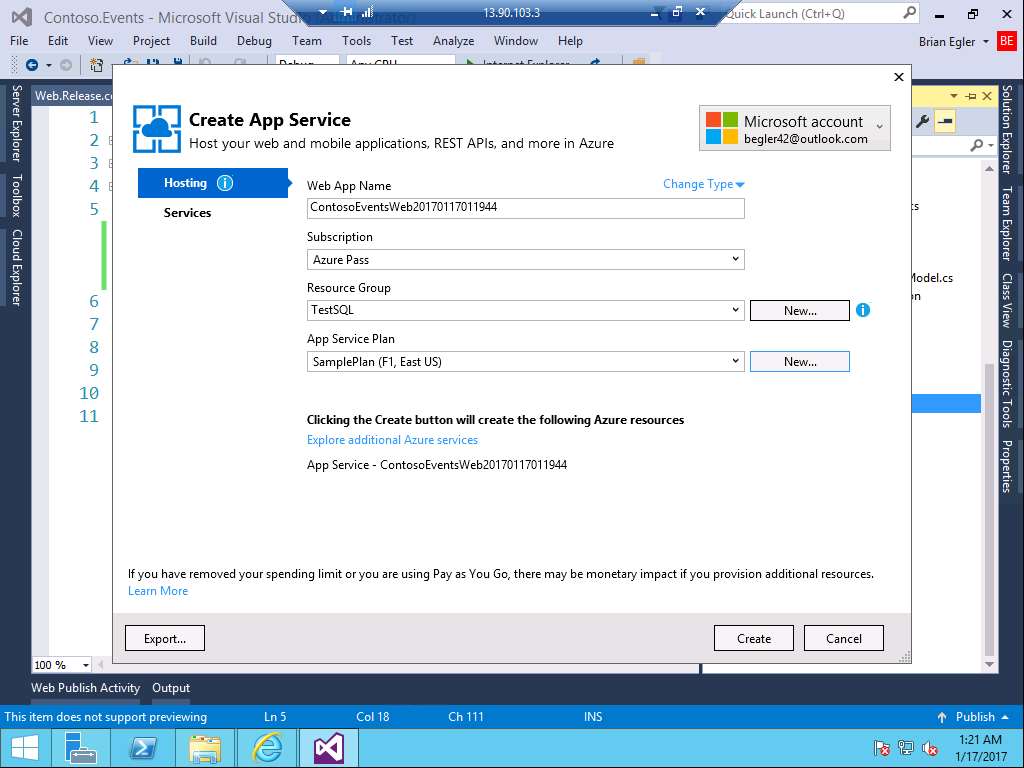 Contoso.Events - Microsoft Visual Studio (Administrator)
13.90.103.3
Quick Launch (Ctrl+Q)
File Edit View Project Build Debug Team Tools Test Analyze Window Help
Brian Egler BE
Debug Any CPU Internet Explorer
Web.Release.co
Server Explorer
Toolbox
Cloud Explorer
1
2
3
4
5
6
7
8
9
10
11
Create App Service
Host your web and mobile applications, REST APIs, and more in Azure
Microsoft account
begler42@outlook.com
Hosting
Services
Web App Name
Change Type
ContosoEventsWeb20170117011944
Subscription
Azure Pass
Resource Group
TestSQL
New...
App Service Plan
SamplePlan (F1, East US)
New...
Clicking the Create button will create the following Azure resources
Explore additional Azure services
App Service - ContosoEventsWeb20170117011944
If you have removed your spending limit or you are using Pay as You Go, there may be monetary impact if you provision additional resources.
Learn More
Export...
Create
Cancel
ts
Model.cs
on
Solution Explorer
Team Explorer
Class View
Diagnostic Tools
Properties
100 %
Web Publish Activity Output
This item does not support previewing Ln 5 Col 18 Ch 111 INS Publish
1:21 AM
1/17/2017